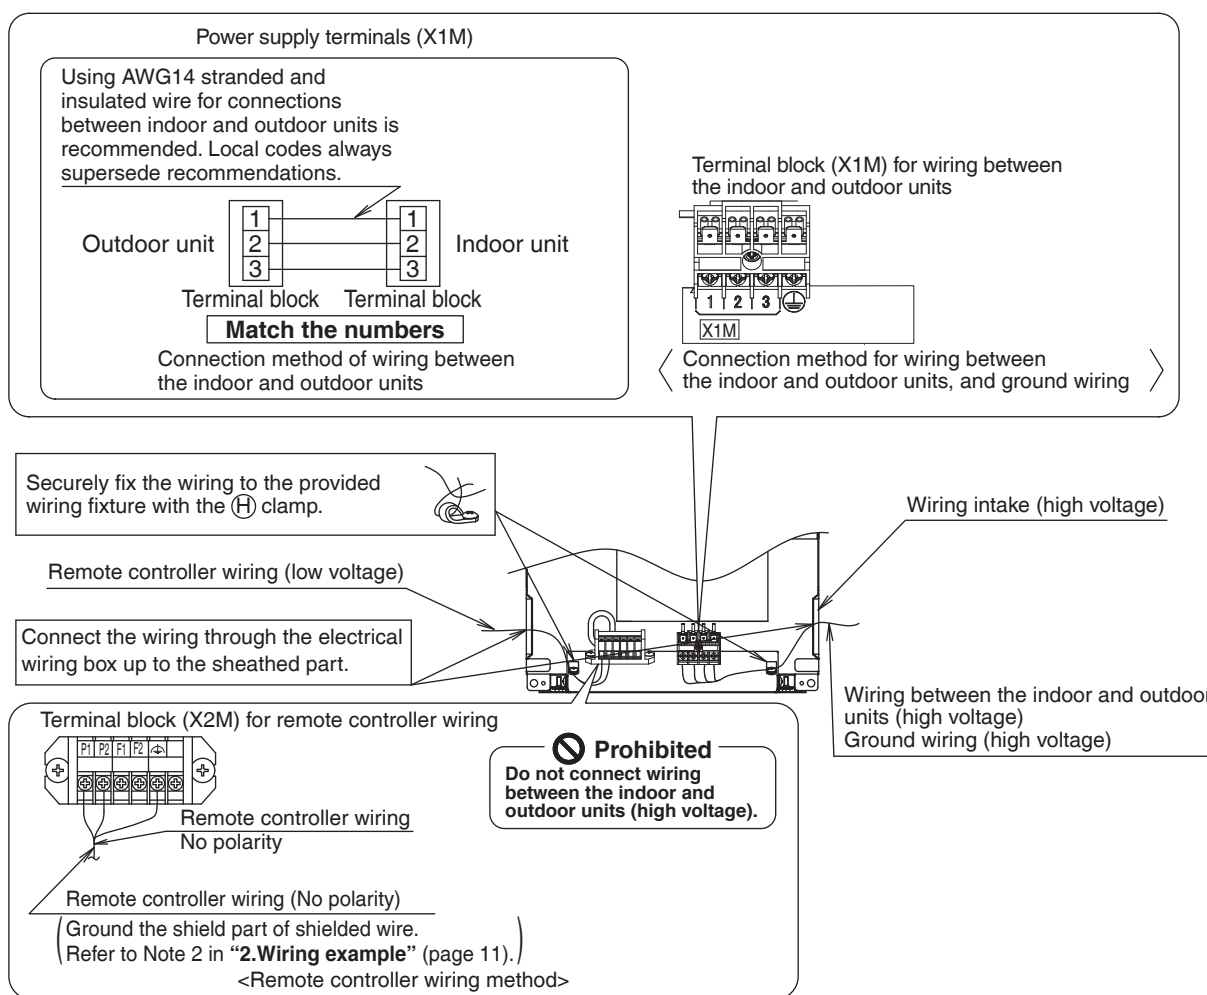 Power supply terminals (X1M)
Using AWG14 stranded and
insulated wire for connections
between indoor and outdoor units is
recommended. Local codes always
supersede recommendations.
Outdoor unit
1
2
3
1
2
3
Indoor unit
Terminal block
Terminal block
Match the numbers
Connection method of wiring between
the indoor and outdoor units
Terminal block (X1M) for wiring between
the indoor and outdoor units
1 2 3
X1M
Connection method for wiring between
the indoor and outdoor units, and ground wiring
Securely fix the wiring to the provided
wiring fixture with the Ⓗ clamp.
Wiring intake (high voltage)
Remote controller wiring (low voltage)
Connect the wiring through the electrical
wiring box up to the sheathed part.
Wiring between the indoor and outdoor
units (high voltage)
Ground wiring (high voltage)
Terminal block (X2M) for remote controller wiring
P1 P2 F1 F2
Remote controller wiring
No polarity
Prohibited
Do not connect wiring
between the indoor and
outdoor units (high voltage).
Remote controller wiring (No polarity)
(Ground the shield part of shielded wire.
Refer to Note 2 in “2.Wiring example” (page 11).)
<Remote controller wiring method>